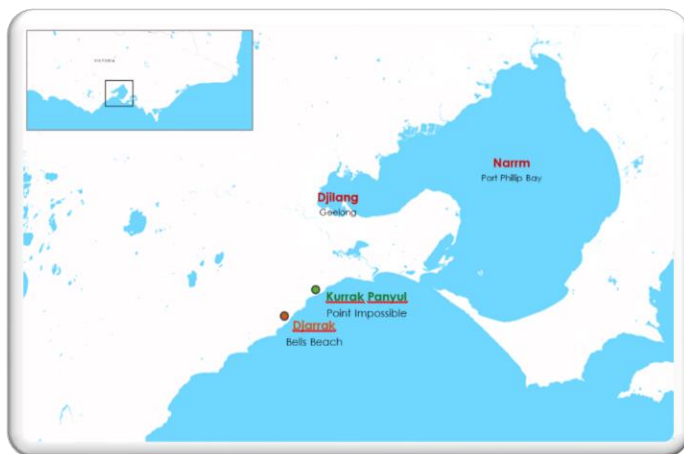 VICTORIA
Narrm
Port Phillip Bay
Djilang
Geelong
Kurrak Panyul
Point Impossible
Djarrak
Bells Beach